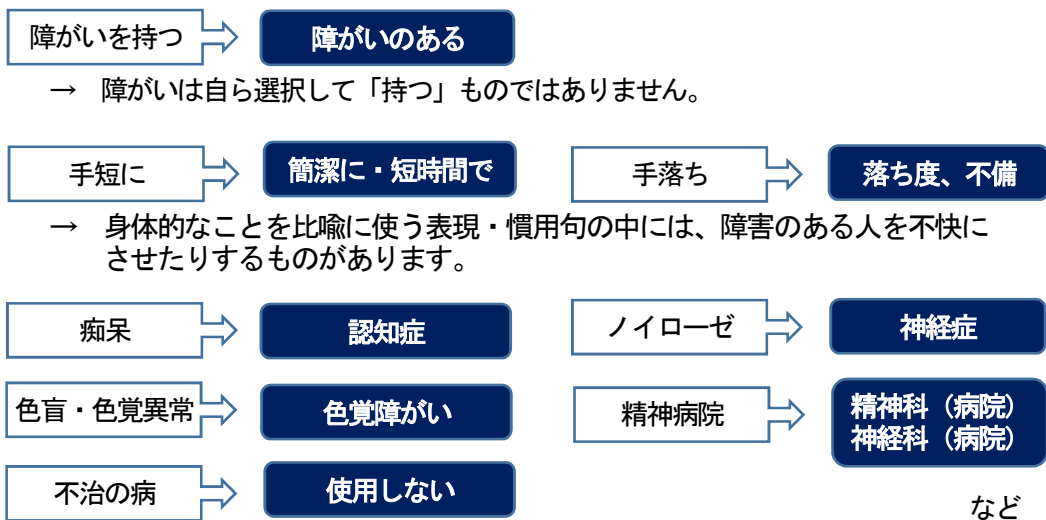 障がいを持つ 障がいのある
→ 障がいは自ら選択して「持つ」ものではありません。
手短に 簡潔に・短時間で 手落ち 落ち度、不備
→ 身体的なことを比喩に使う表現・慣用句の中には、障害のある人を不快に
させたりするものがあります。
痴呆 認知症 ノイローゼ 神経症
色盲・色覚異常 色覚障がい 精神病院 精神科（病院）
神経科（病院）
不治の病 使用しない
など